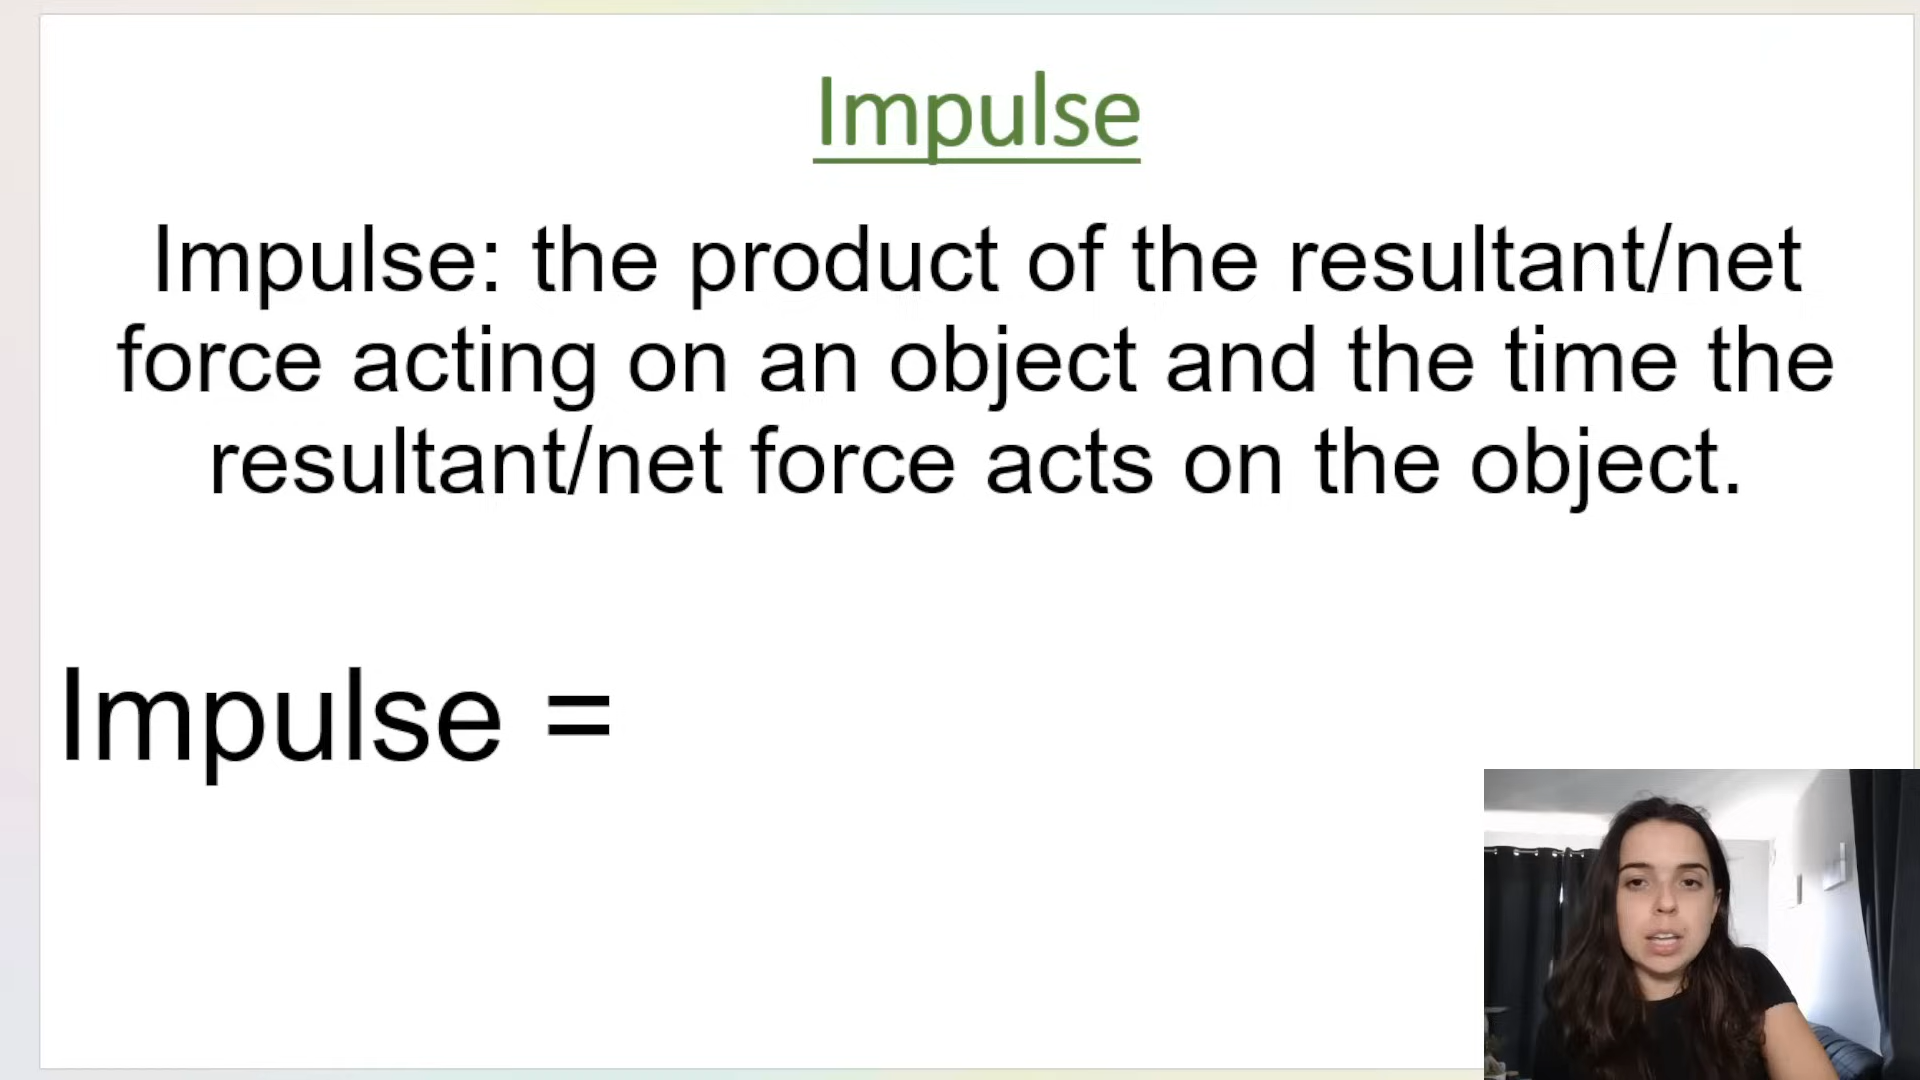 Impulse
Impulse: the product of the resultant/net
force acting on an object and the time the
resultant/net force acts on the object.
Impulse =